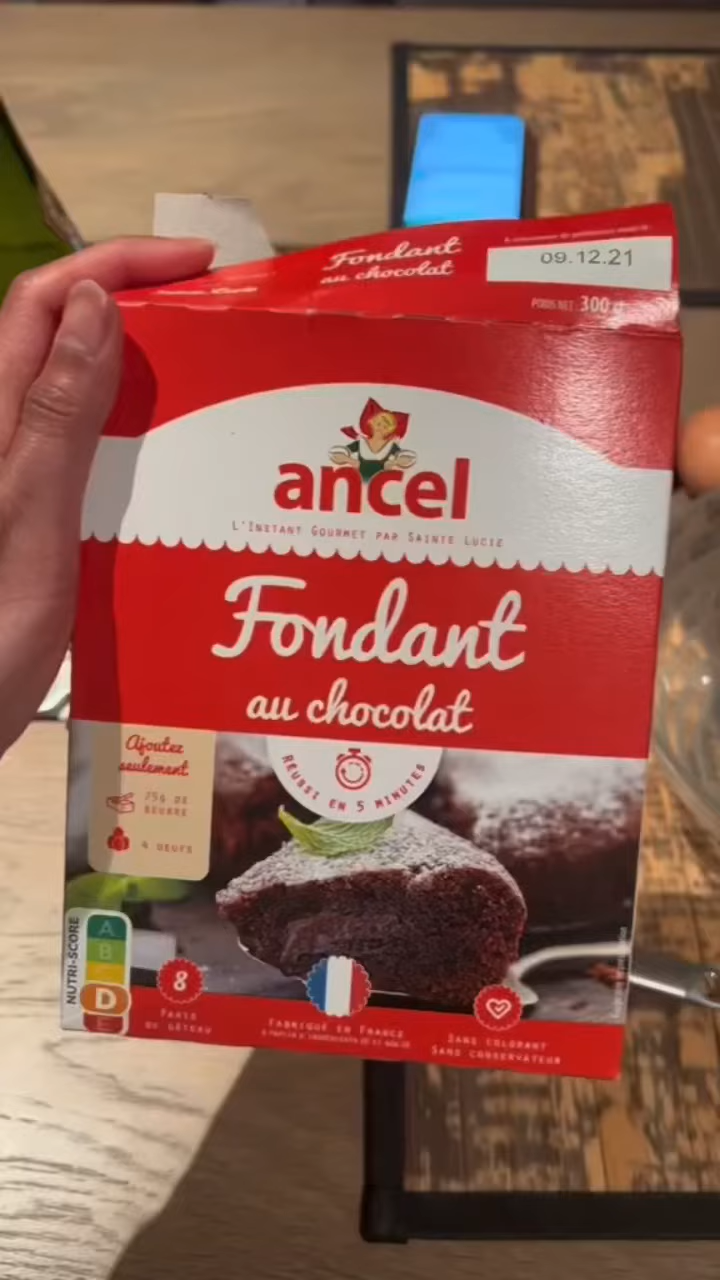 Fondant
au chocolat
09.12.21
POIDS NET : 300 g
ancel
L'INSTANT GOURMET PAR SAINTE LUCIE
Fondant
au chocolat
Ajoutez
seulement
75g DE
BEURRE
4 OEUFS
RÉUSSI EN 5 MINUTES
NUTRI-SCORE
A
B
D
E
8
PARTS
DE GÂTEAU
FABRIQUÉ EN FRANCE
SANS COLORANT
SANS CONSERVATEUR